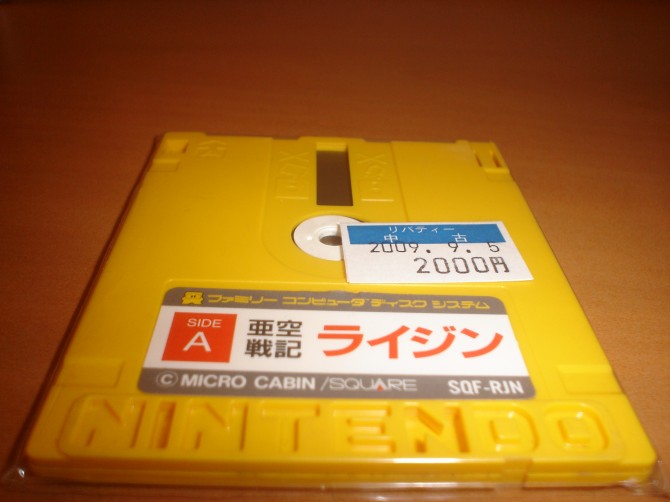 リバティー
中 古
2009. 9. 5
2000円
ファミリー コンピュータ ディスク システム
SIDE
A
亜空
戦記
ライジン
© MICRO CABIN /SQUARE
SQF-RJN
NINTENDO